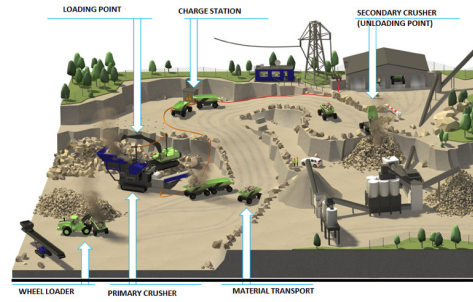 LOADING POINT
CHARGE STATION
SECONDARY CRUSHER
(UNLOADING POINT)
WHEEL LOADER
PRIMARY CRUSHER
MATERIAL TRANSPORT